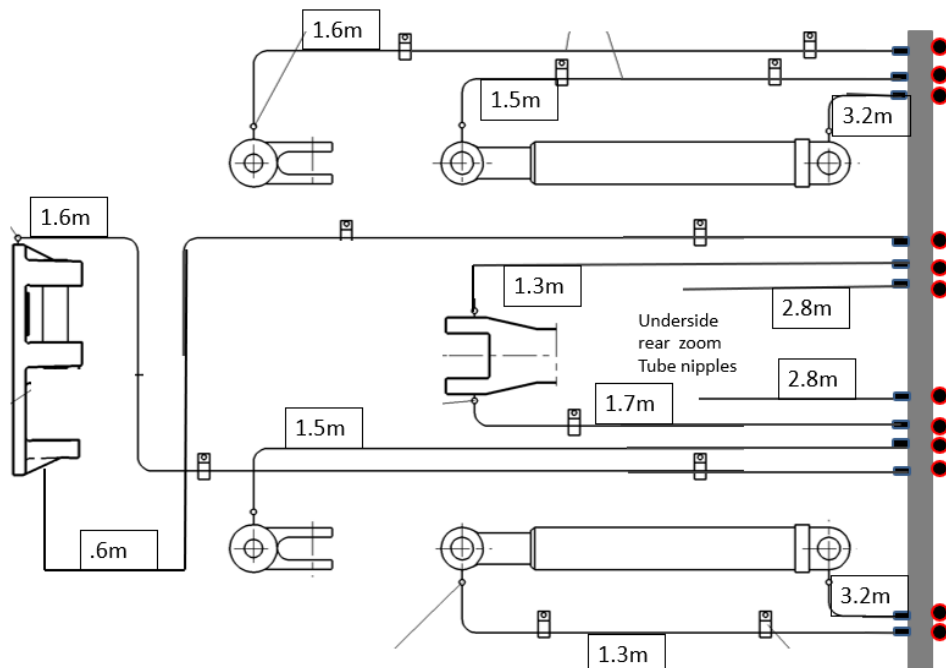 1.6m
1.5m
3.2m
1.6m
1.3m
2.8m
Underside
rear zoom
Tube nipples
2.8m
1.7m
1.5m
.6m
3.2m
1.3m